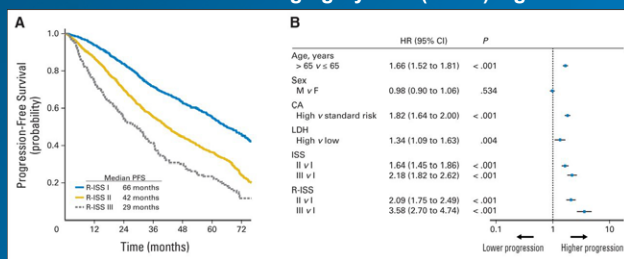 A
Progression-Free Survival
(probability)
1.0
0.8
0.6
0.4
0.2
Median PFS
R-ISS I 66 months
R-ISS II 42 months
R-ISS III 29 months
0 12 24 36 48 60 72
Time (months)
B
HR (95% CI) P
Age, years
> 65 v ≤ 65 1.66 (1.52 to 1.81) < .001
Sex
M v F 0.98 (0.90 to 1.06) .534
CA
High v standard risk 1.82 (1.64 to 2.00) < .001
LDH
High v low 1.34 (1.09 to 1.63) .004
ISS
II v I 1.64 (1.45 to 1.86) < .001
III v I 2.18 (1.82 to 2.62) < .001
R-ISS
II v I 2.09 (1.75 to 2.49) < .001
III v I 3.58 (2.70 to 4.74) < .001
0.1 1 10
Lower progression Higher progression